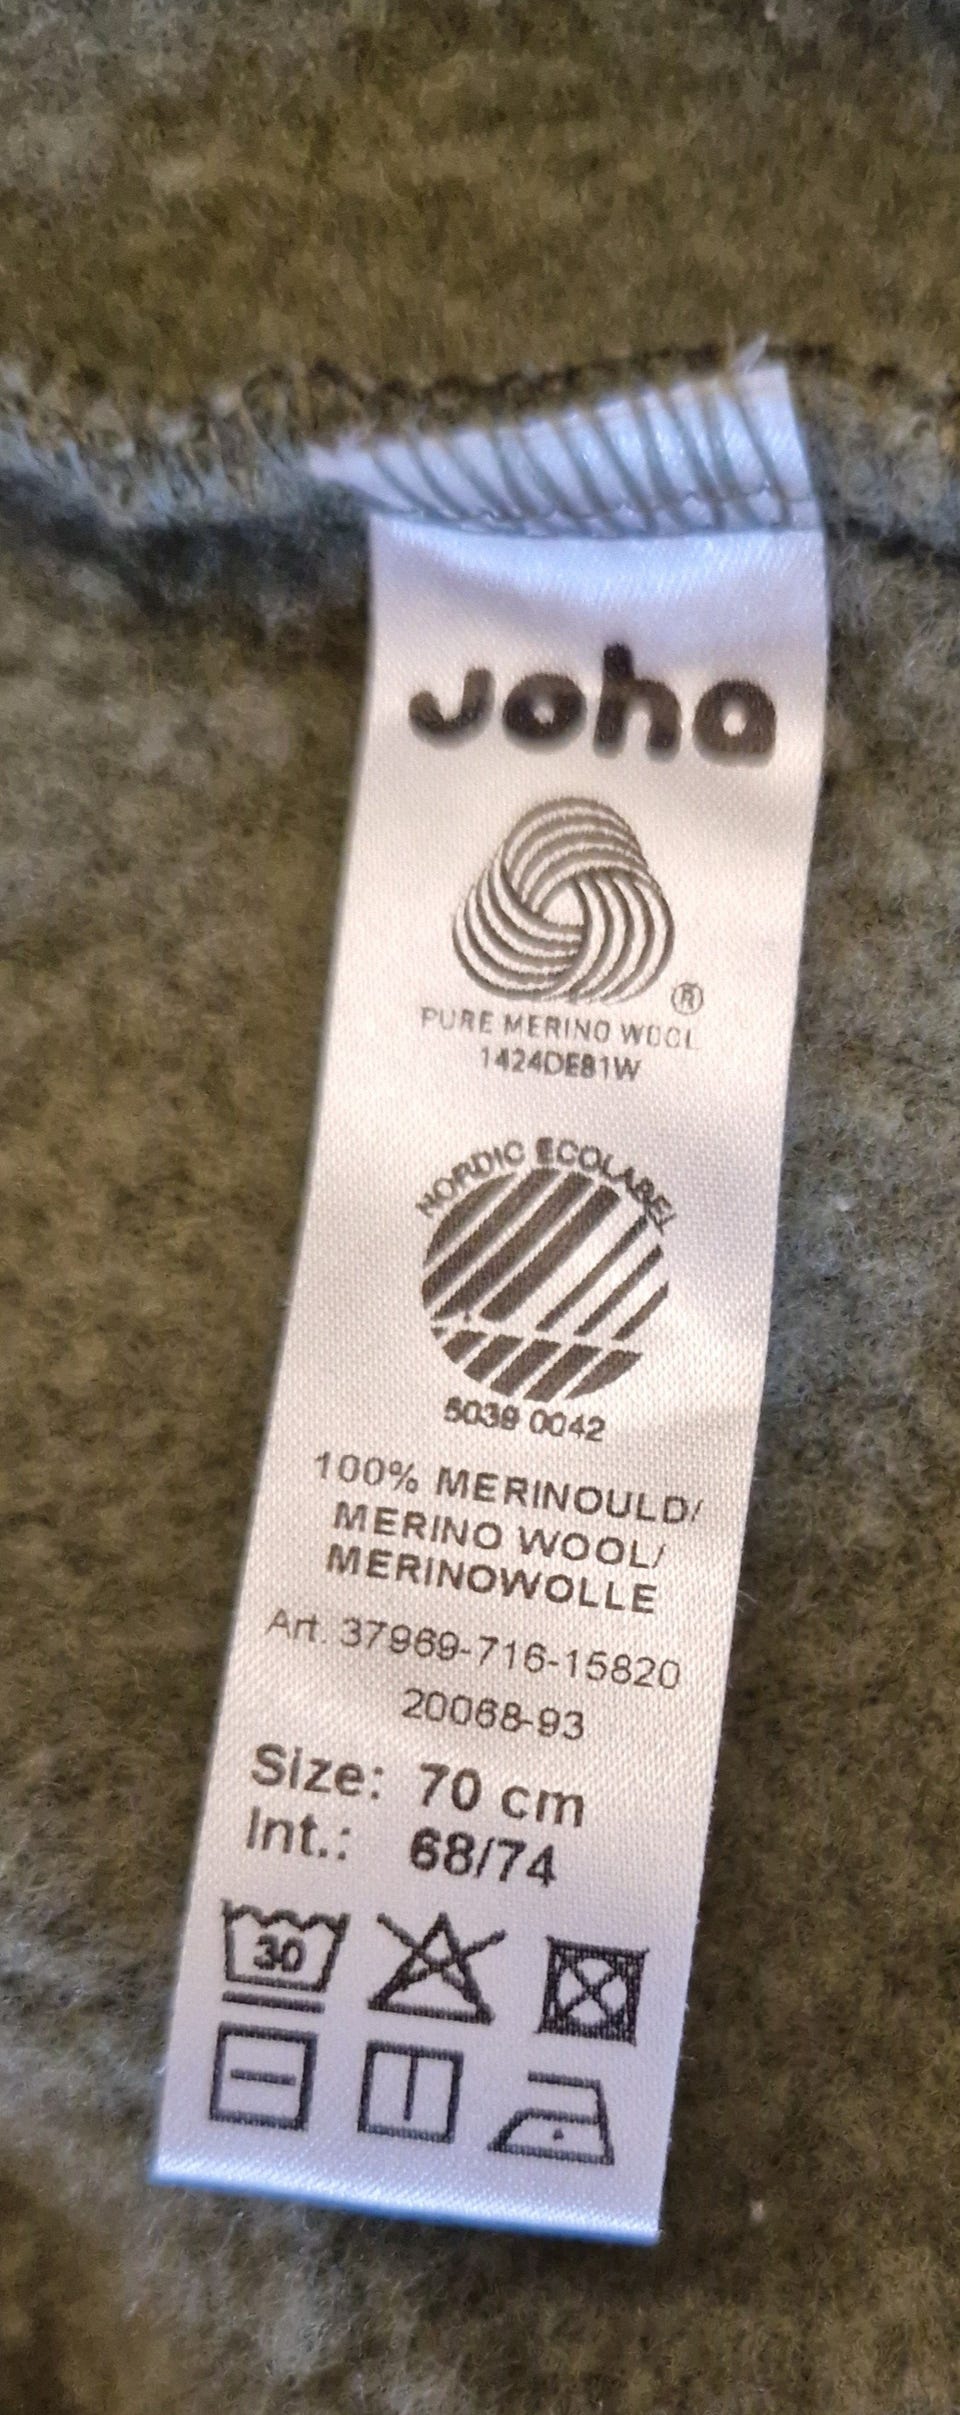 Joha
®
PURE MERINO WOOL
1424DE81W
NORDIC ECOLABEL
5039 0042
100% MERINOULD/
MERINO WOOL/
MERINOWOLLE
Art. 37969-716-15820
20068-93
Size: 70 cm
Int.: 68/74
30